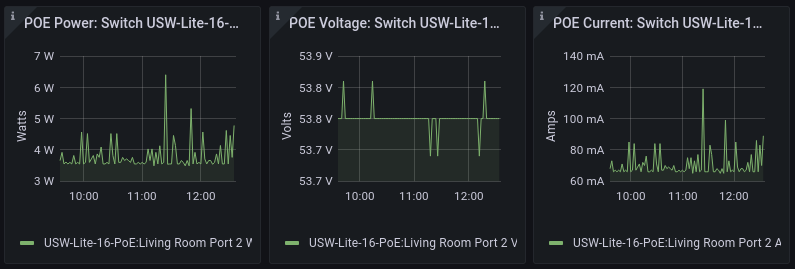 POE Power: Switch USW-Lite-16-...
7 W
6 W
5 W
4 W
3 W
Watts
10:00 11:00 12:00
USW-Lite-16-PoE:Living Room Port 2 W
POE Voltage: Switch USW-Lite-1...
53.9 V
53.8 V
53.8 V
53.7 V
53.7 V
Volts
10:00 11:00 12:00
USW-Lite-16-PoE:Living Room Port 2 V
POE Current: Switch USW-Lite-1...
140 mA
120 mA
100 mA
80 mA
60 mA
Amps
10:00 11:00 12:00
USW-Lite-16-PoE:Living Room Port 2 A